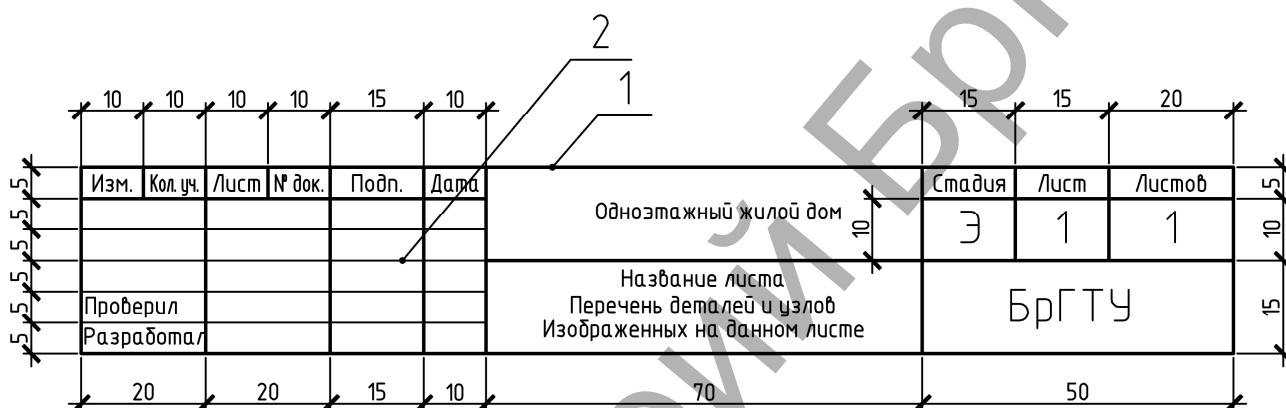 2
1
10 10 10 10 15 10 15 15 20
5 Изм. Кол. уч. Лист № док. Подп. Дата Стадия Лист Листов 5
5 Одноэтажный жилой дом 10 Э 1 1 10
5
5 Название листа
5 Проверил Перечень деталей и узлов БрГТУ 15
5 Разработал Изображенных на данном листе
20 20 15 10 70 50